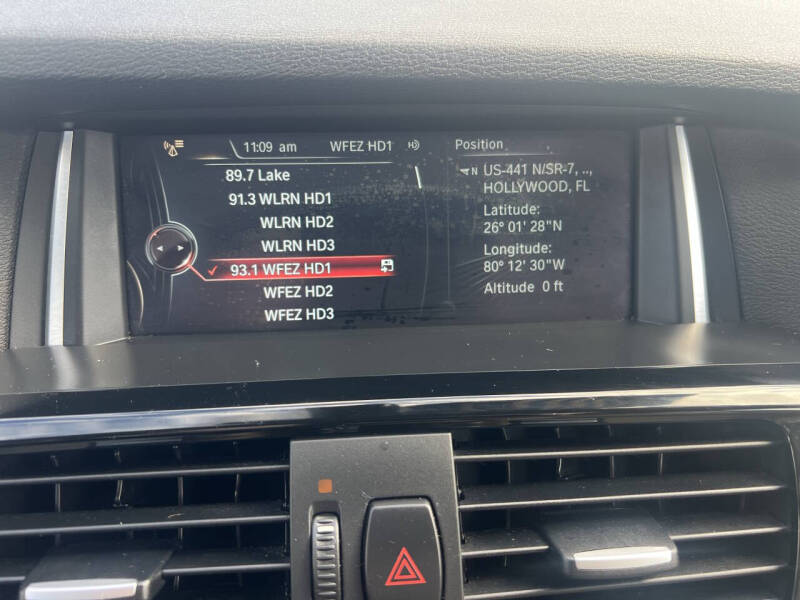 11:09 am WFEZ HD1 Position
89.7 Lake
91.3 WLRN HD1
WLRN HD2
WLRN HD3
93.1 WFEZ HD1
WFEZ HD2
WFEZ HD3
N US-441 N/SR-7, ..,
HOLLYWOOD, FL
Latitude:
26° 01' 28"N
Longitude:
80° 12' 30"W
Altitude 0 ft